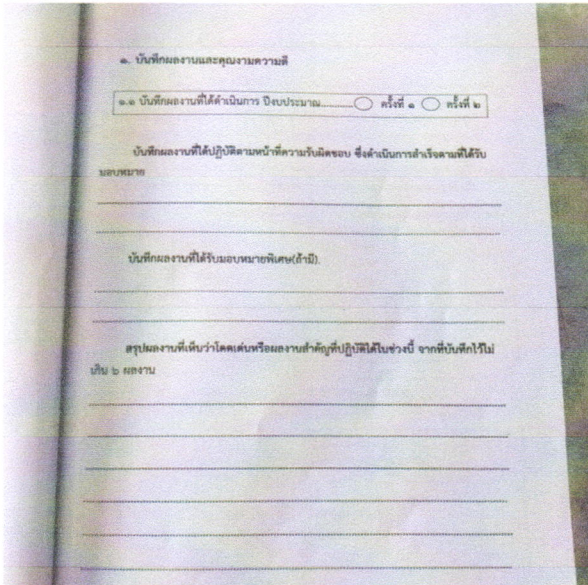 ๑. บันทึกผลงานและคุณงามความดี
๑.๑ บันทึกผลงานที่ได้ดำเนินการ ปีงบประมาณ............ ครั้งที่ ๑ ครั้งที่ ๒
บันทึกผลงานที่ได้ปฏิบัติตามหน้าที่ความรับผิดชอบ ซึ่งดำเนินการสำเร็จตามที่ได้รับ
มอบหมาย
บันทึกผลงานที่ได้รับมอบหมายพิเศษ(ถ้ามี).
สรุปผลงานที่เห็นว่าโดดเด่นหรือผลงานสำคัญที่ปฏิบัติได้ในช่วงนี้ จากที่บันทึกไว้ไม่
เกิน ๖ ผลงาน